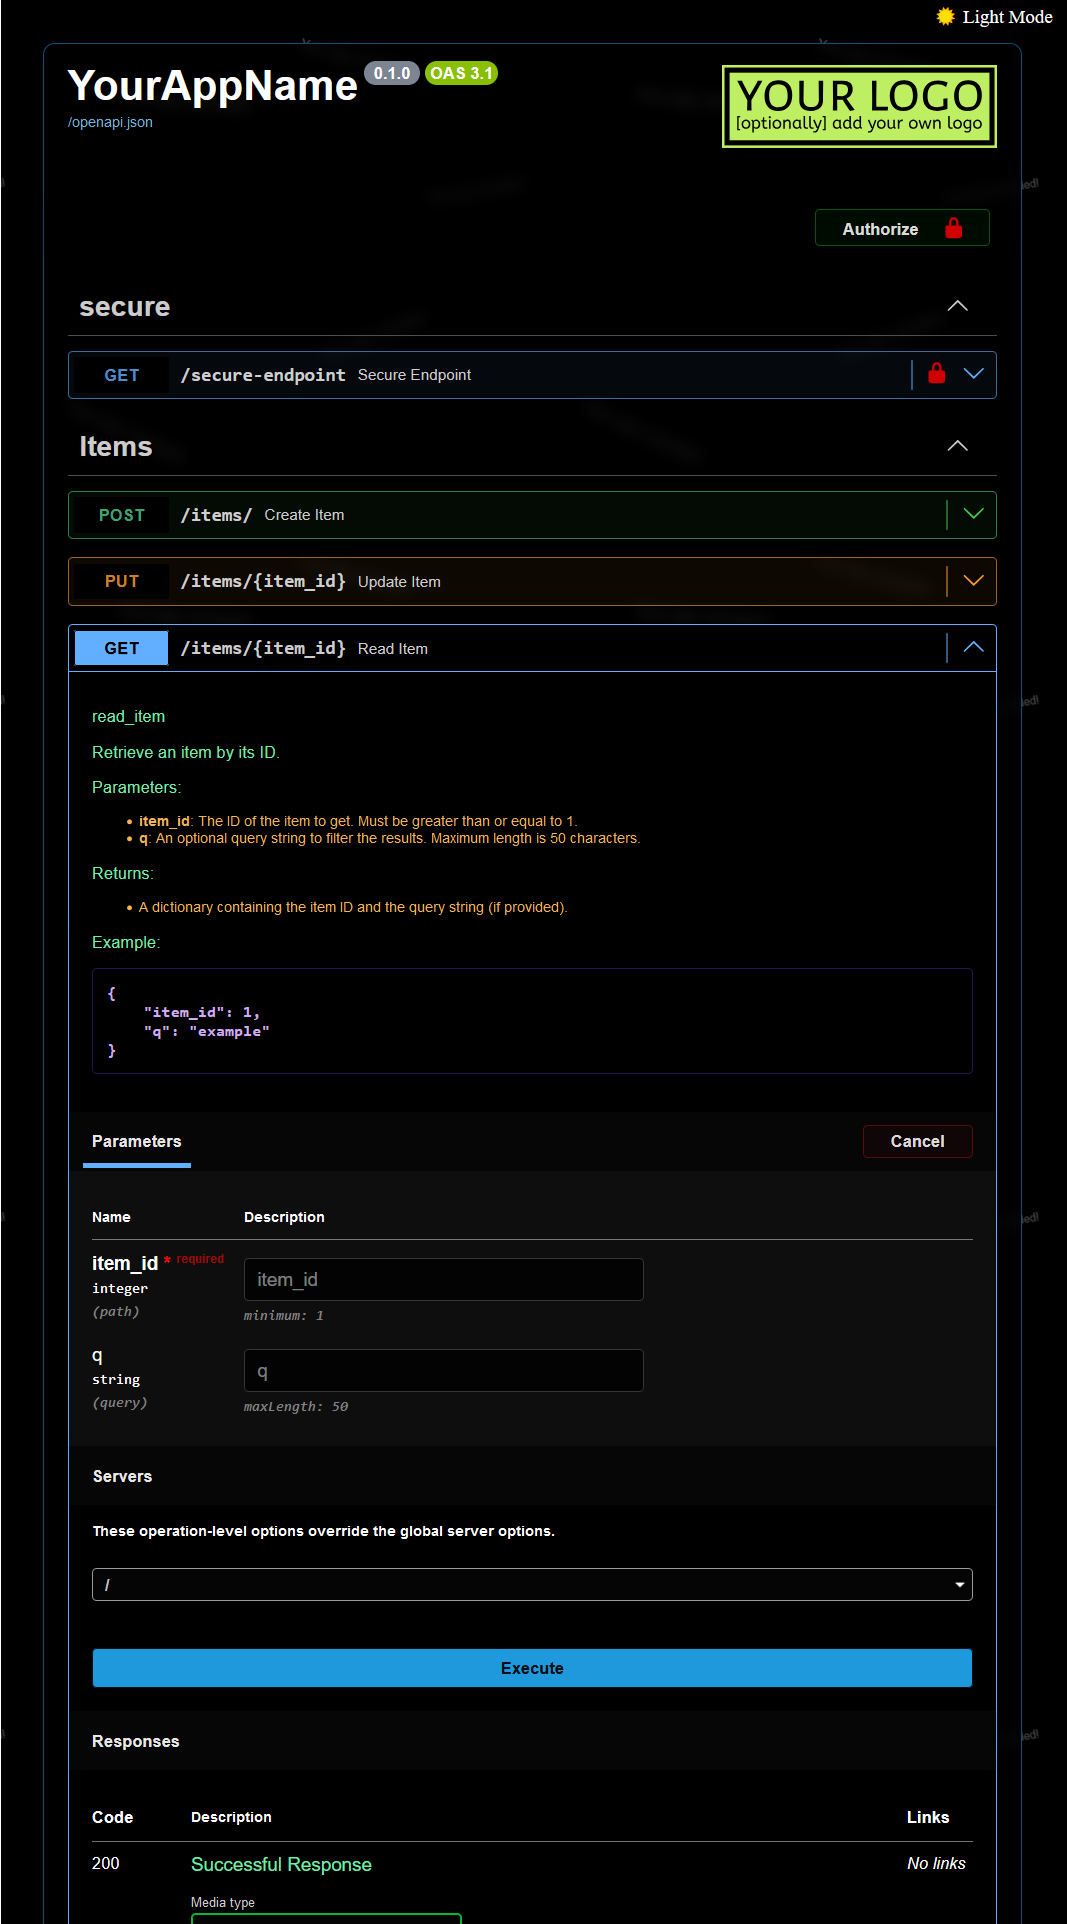 Light Mode
YourAppName 0.1.0 OAS 3.1
/openapi.json
YOUR LOGO
[optionally] add your own logo
Authorize
secure
GET /secure-endpoint Secure Endpoint
Items
POST /items/ Create Item
PUT /items/{item_id} Update Item
GET /items/{item_id} Read Item
read_item
Retrieve an item by its ID.
Parameters:
• item_id: The ID of the item to get. Must be greater than or equal to 1.
• q: An optional query string to filter the results. Maximum length is 50 characters.
Returns:
• A dictionary containing the item ID and the query string (if provided).
Example:
{
"item_id": 1,
"q": "example"
}
Parameters
Cancel
Name Description
item_id * required
integer
(path)
item_id
minimum: 1
q
string
(query)
q
maxLength: 50
Servers
These operation-level options override the global server options.
/
Execute
Responses
Code Description Links
200 Successful Response No links
Media type